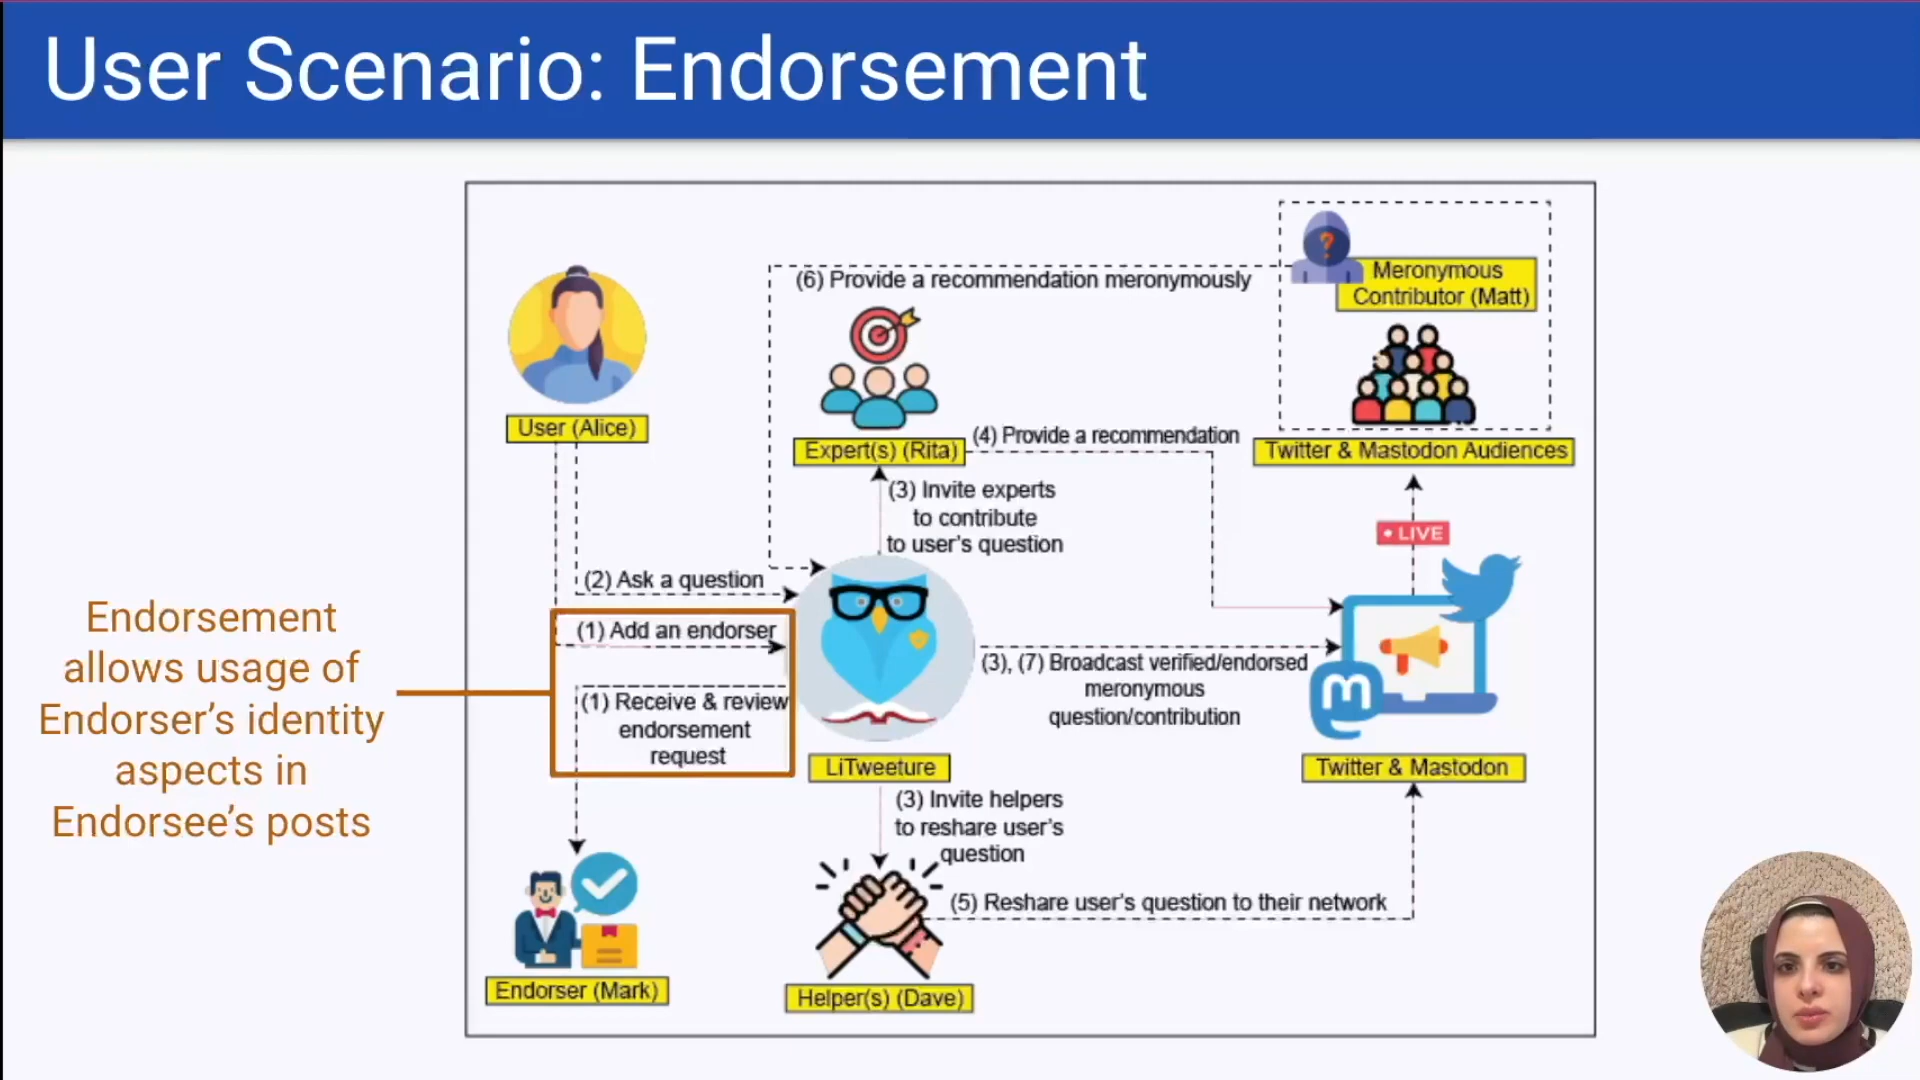 User Scenario: Endorsement
Endorsement
allows usage of
Endorser's identity
aspects in
Endorsee's posts
User (Alice)
(6) Provide a recommendation meronymously
?
Meronymous
Contributor (Matt)
Expert(s) (Rita)
(4) Provide a recommendation
Twitter & Mastodon Audiences
(3) Invite experts
to contribute
to user's question
LIVE
(2) Ask a question
(1) Add an endorser
(1) Receive & review
endorsement
request
(3), (7) Broadcast verified/endorsed
meronymous
question/contribution
m
LiTweeture
Twitter & Mastodon
(3) Invite helpers
to reshare user's
question
(5) Reshare user's question to their network
Endorser (Mark)
Helper(s) (Dave)